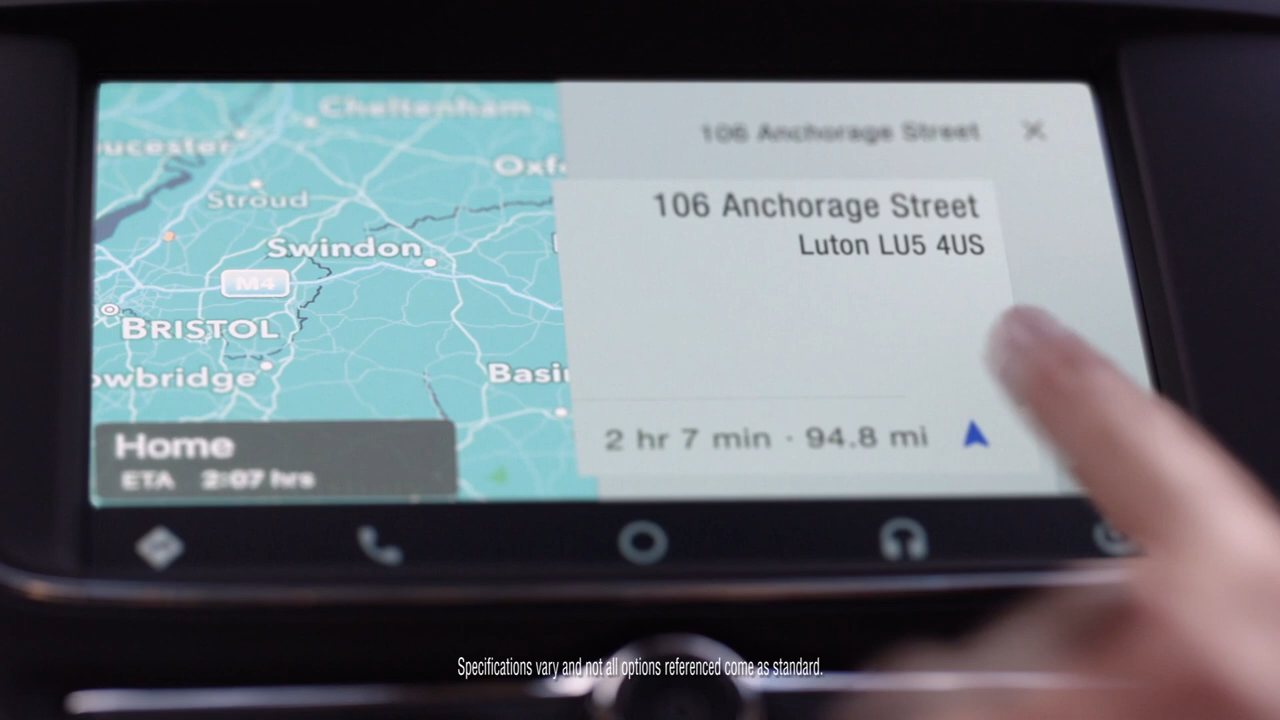 Cheltenham
ucester
Oxf
Stroud
Swindon
M4
BRISTOL
owbridge
Basi
Home
ETA 2:07 hrs
106 Anchorage Street
106 Anchorage Street
Luton LU5 4US
2 hr 7 min · 94.8 mi
Specifications vary and not all options referenced come as standard.